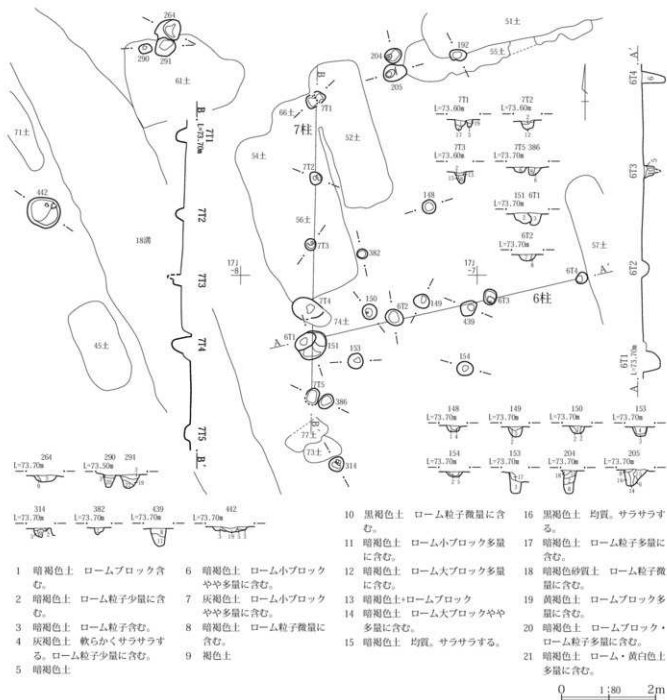 264
290
291
61土
71土
442
18溝
45土
B
L=73.70m
7T1
7T2
7T3
7T4
7T5
B'
204
205
192
51土
55土
B'
66土
7T1
7柱
52土
54土
7T2
56土
7T3
382
148
17J
-8
17J
-8
57土
6T4
A'
6柱
7T4
74土
150
6T2
149
6T3
439
A
6T1
151
153
154
7T5
386
B
77土
73土
314
7T1
L=73.60m
7T2
L=73.60m
7T3
L=73.60m
7T5 386
L=73.70m
151 6T1
L=73.70m
6T2
L=73.70m
A'
6T4
6T3
6T2
6T1
L=73.70m
A
148
L=73.70m
149
L=73.70m
150
L=73.70m
153
L=73.70m
154
L=73.70m
153
L=73.70m
204
L=73.70m
205
L=73.70m
264
L=73.70m
290 291
L=73.50m
314
L=73.70m
382
L=73.70m
439
L=73.70m
442
L=73.70m
1 暗褐色土 ロームブロック含
む。
2 暗褐色土 ローム粒子少量に含
む。
3 暗褐色土 ローム粒子含む。
4 灰褐色土 軟らかくサラサラす
る。ローム粒子少量に含む。
5 暗褐色土
6 暗褐色土 ローム小ブロック
やや多量に含む。
7 灰褐色土 ローム小ブロック
やや多量に含む。
8 暗褐色土 ローム粒子微量に
含む。
9 褐色土
10 黒褐色土 ローム粒子微量に含
む。
11 暗褐色土 ローム小ブロック多量
に含む。
12 暗褐色土 ローム大ブロック多量
に含む。
13 暗褐色土+ロームブロック
14 暗褐色土 ローム大ブロックやや多
量に含む。
15 暗褐色土 均質。サラサラする。
16 黒褐色土 均質。サラサラす
る。
17 暗褐色土 ローム粒子多量に
含む。
18 暗褐色砂質土 ローム粒子微
量に含む。
19 黄褐色土 ロームブロック多
量に含む。
20 暗褐色土 ロームブロック・
ローム粒子多量に含む。
21 暗褐色土 ローム・黄白色土
多量に含む。
0 1:80 2m